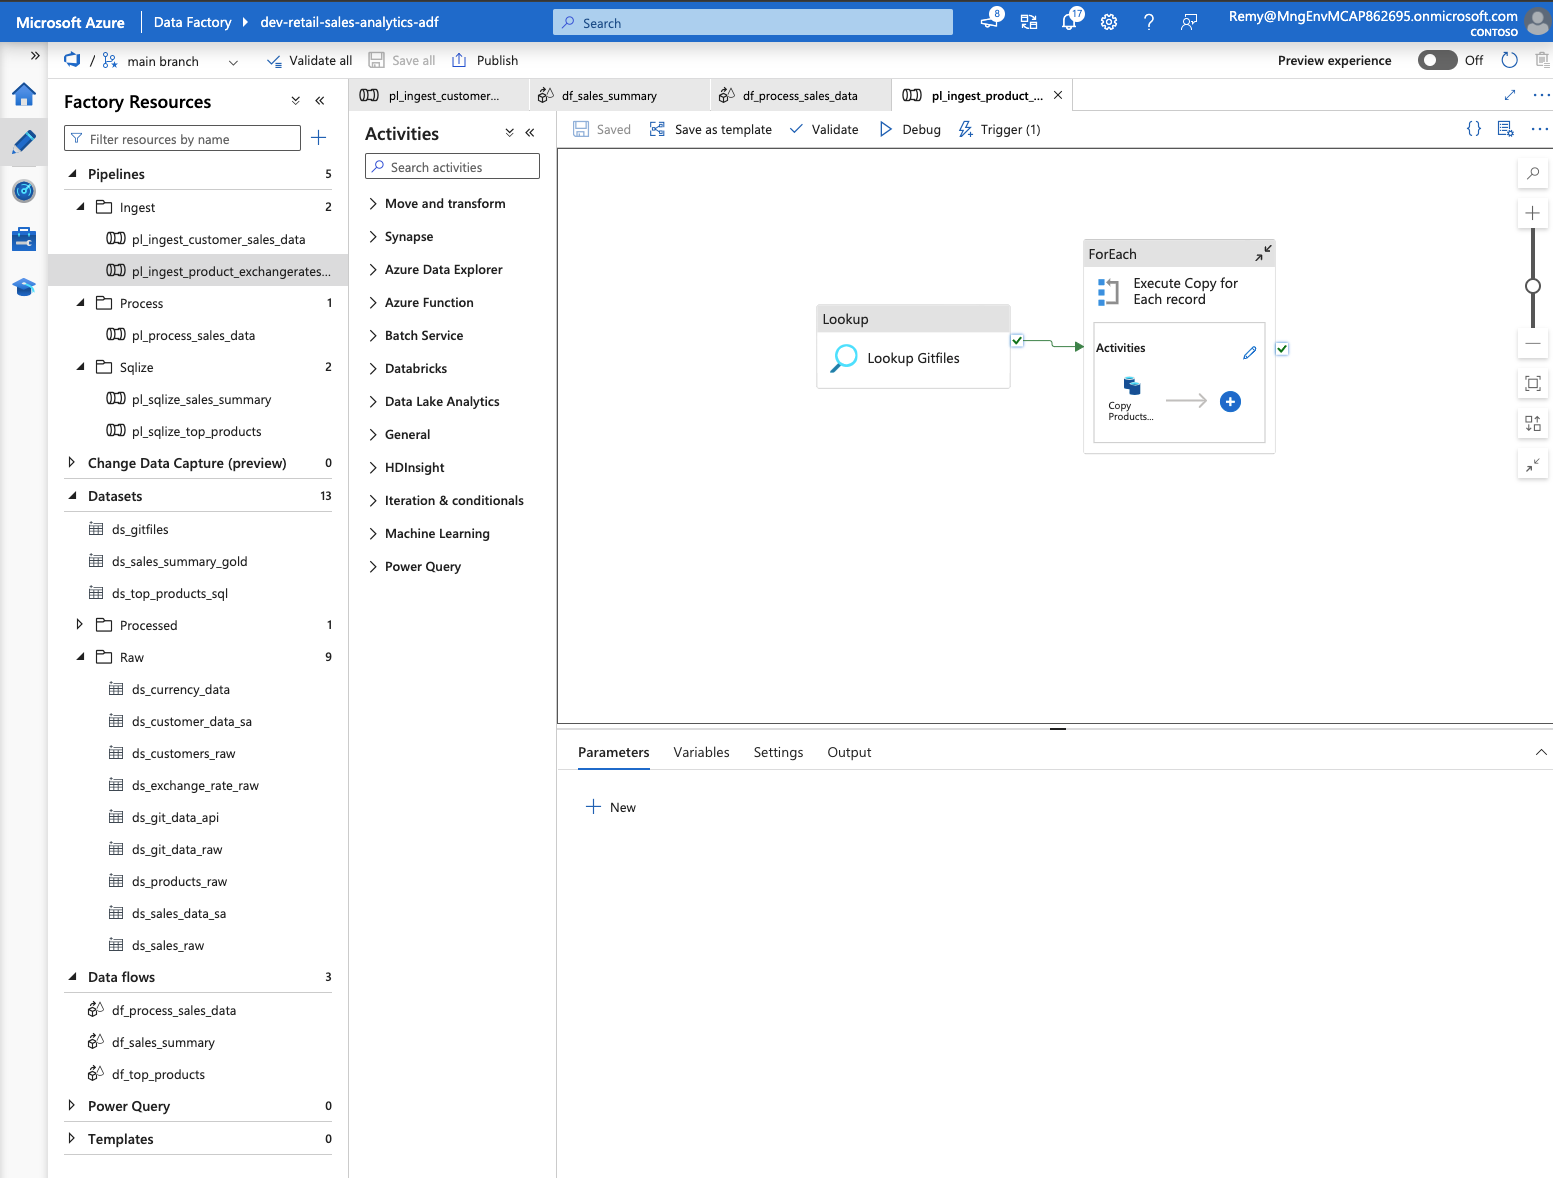 Microsoft Azure
Data Factory
dev-retail-sales-analytics-adf
Search
8
17
Remy@MngEnvMCAP862695.onmicrosoft.com
CONTOSO
/
main branch
Validate all
Save all
Publish
Preview experience
Off
Factory Resources
Filter resources by name
Pipelines 5
Ingest 2
pl_ingest_customer_sales_data
pl_ingest_product_exchangerates...
Process 1
pl_process_sales_data
Sqlize 2
pl_sqlize_sales_summary
pl_sqlize_top_products
Change Data Capture (preview) 0
Datasets 13
ds_gitfiles
ds_sales_summary_gold
ds_top_products_sql
Processed 1
Raw 9
ds_currency_data
ds_customer_data_sa
ds_customers_raw
ds_exchange_rate_raw
ds_git_data_api
ds_git_data_raw
ds_products_raw
ds_sales_data_sa
ds_sales_raw
Data flows 3
df_process_sales_data
df_sales_summary
df_top_products
Power Query 0
Templates 0
pl_ingest_customer...
df_sales_summary
df_process_sales_data
pl_ingest_product_...
Activities
Search activities
Move and transform
Synapse
Azure Data Explorer
Azure Function
Batch Service
Databricks
Data Lake Analytics
General
HDInsight
Iteration & conditionals
Machine Learning
Power Query
Saved
Save as template
Validate
Debug
Trigger (1)
{}
Lookup
Lookup Gitfiles
ForEach
Execute Copy for
Each record
Activities
Copy
Products...
Parameters
Variables
Settings
Output
New